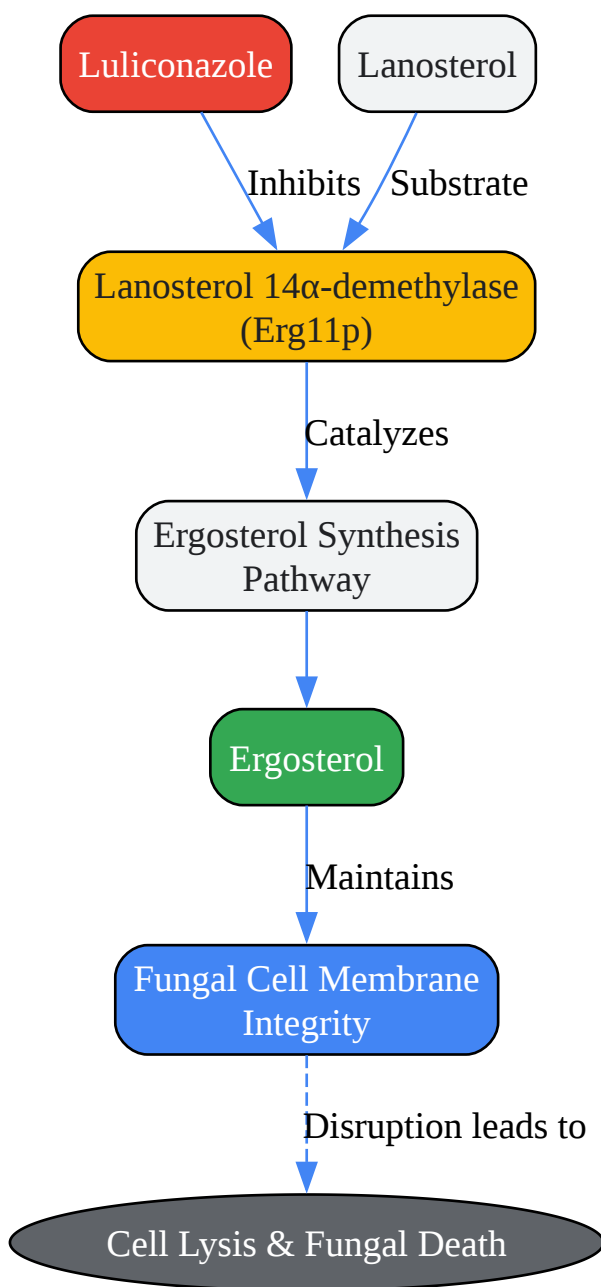 Luliconazole
Lanosterol
Inhibits
Substrate
Lanosterol 14α-demethylase
(Erg11p)
Catalyzes
Ergosterol Synthesis
Pathway
Ergosterol
Maintains
Fungal Cell Membrane
Integrity
Disruption leads to
Cell Lysis & Fungal Death